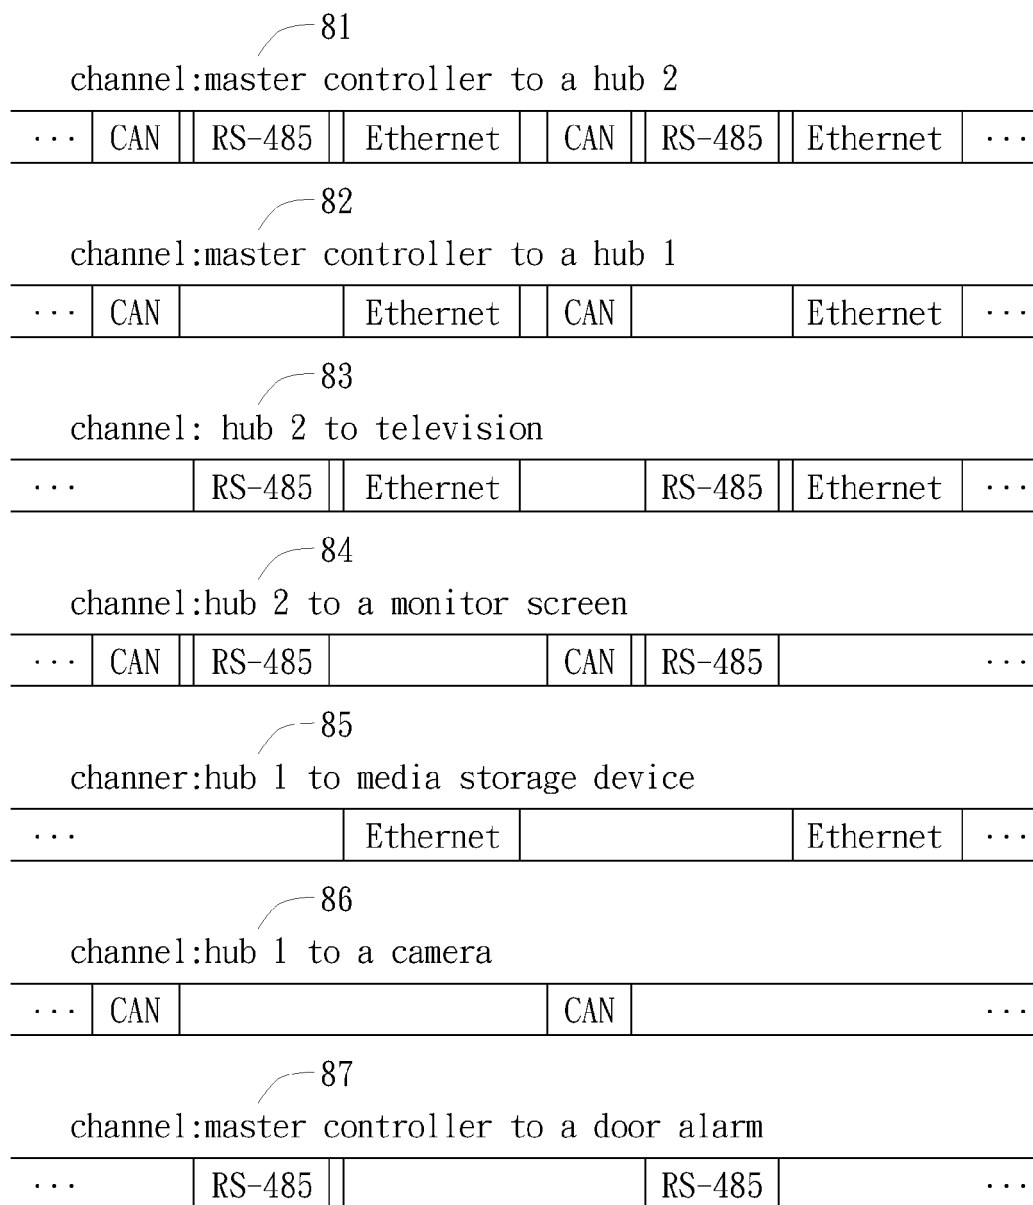 81
channel:master controller to a hub 2
··· CAN RS-485 Ethernet CAN RS-485 Ethernet ···
82
channel:master controller to a hub 1
··· CAN Ethernet CAN Ethernet ···
83
channel: hub 2 to television
··· RS-485 Ethernet RS-485 Ethernet ···
84
channel:hub 2 to a monitor screen
··· CAN RS-485 CAN RS-485 ···
85
channer:hub 1 to media storage device
··· Ethernet Ethernet ···
86
channel:hub 1 to a camera
··· CAN CAN ···
87
channel:master controller to a door alarm
··· RS-485 RS-485 ···